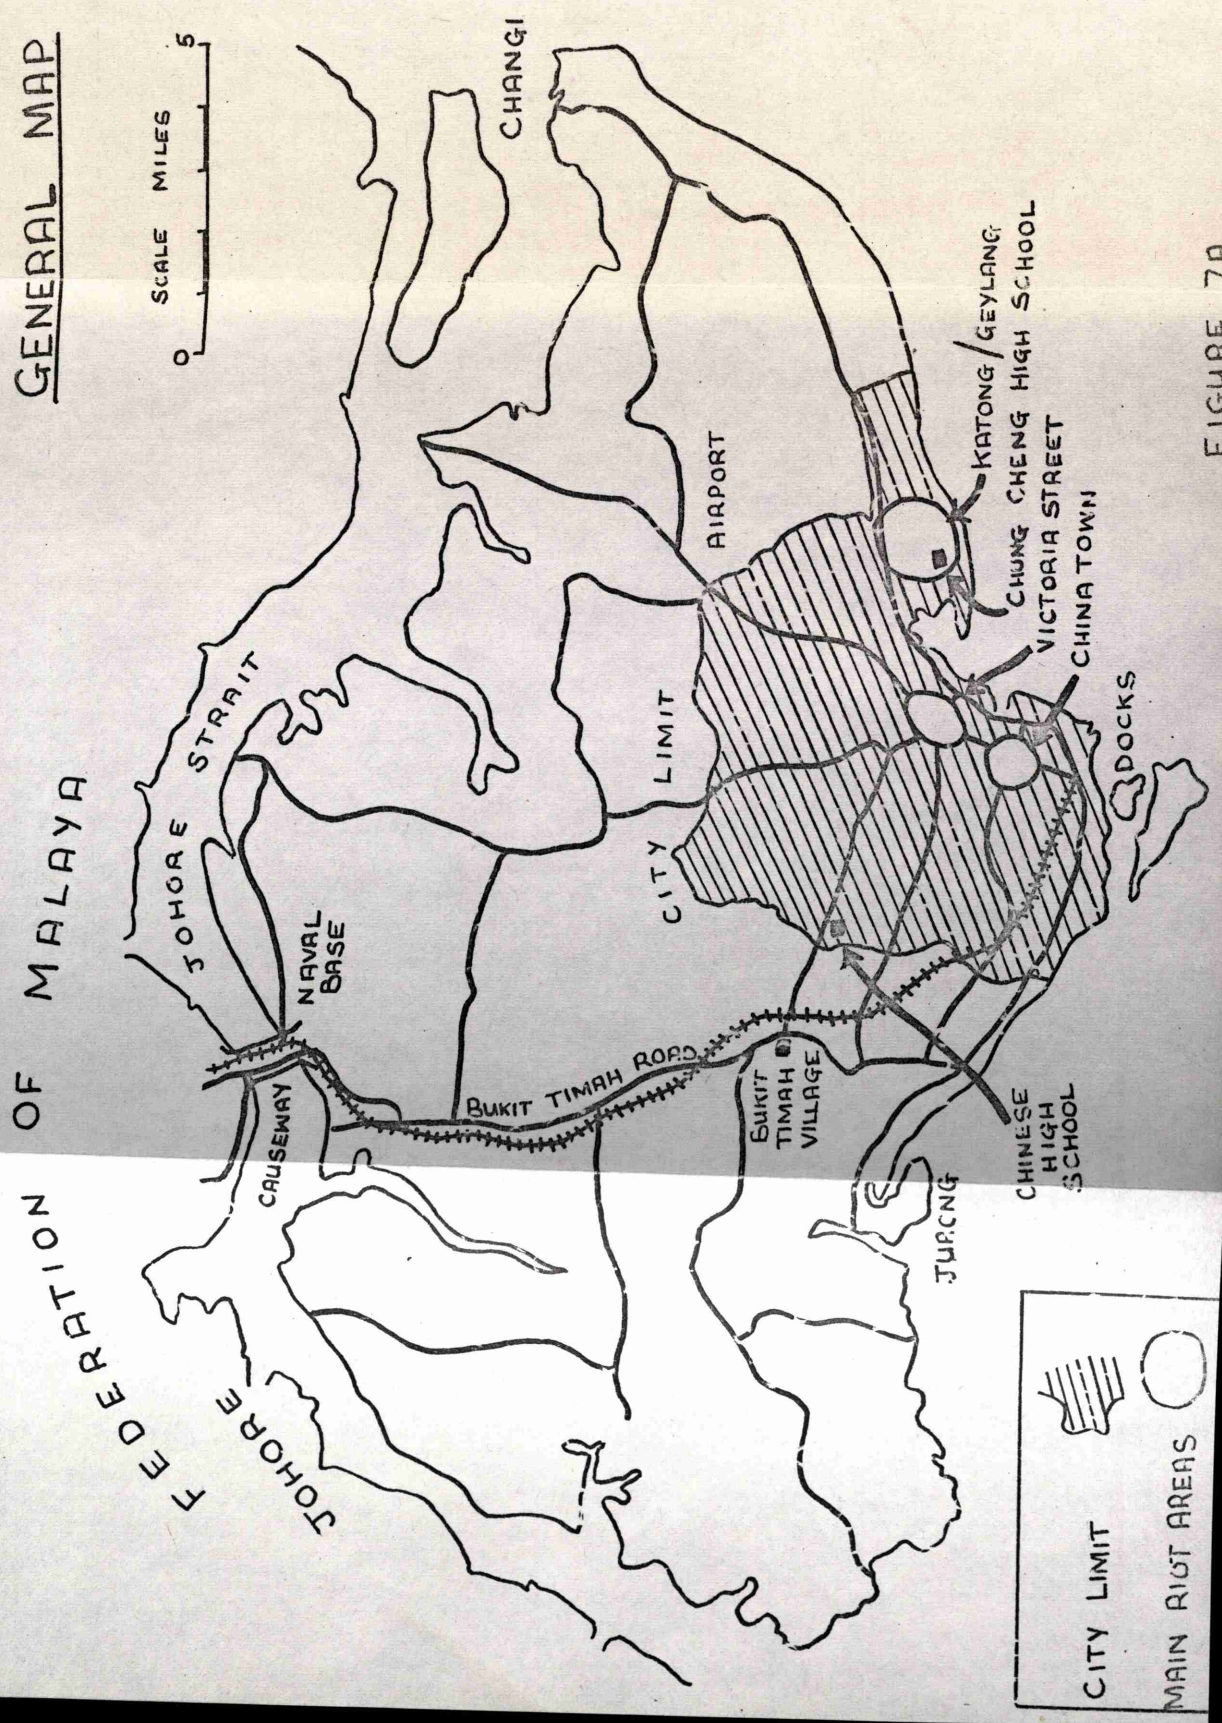 GENERAL MAP
SCALE MILES
0 5
FEDERATION OF MALAYA
JOHORE
JOHORE STRAIT
CAUSEWAY
NAVAL
BASE
CHANGI
BUKIT TIMAH ROAD
BUKIT
TIMAH
VILLAGE
CITY LIMIT
AIRPORT
JURONG
CHINESE
HIGH
SCHOOL
KATONG/GEYLANG
CHUNG CHENG HIGH SCHOOL
VICTORIA STREET
CHINATOWN
DOCKS
CITY LIMIT
MAIN RIOT AREAS
FIGURE 7A